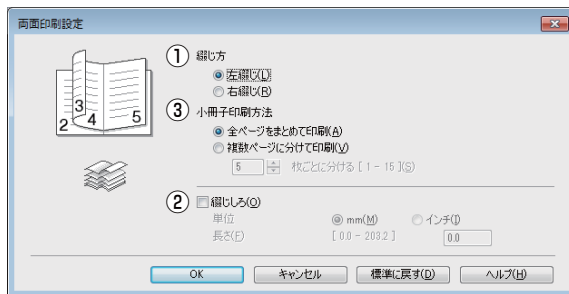 両面印刷設定
① 綴じ方
左綴じ(L)
右綴じ(R)
③ 小冊子印刷方法
全ページをまとめて印刷(A)
複数ページに分けて印刷(V)
5 枚ごとに分ける [ 1 - 15 ](S)
② 綴じしろ(O)
単位 mm(M) インチ(I)
長さ(F) [ 0.0 - 203.2 ] 0.0
2 3 4 5
OK キャンセル 標準に戻す(D) ヘルプ(H)